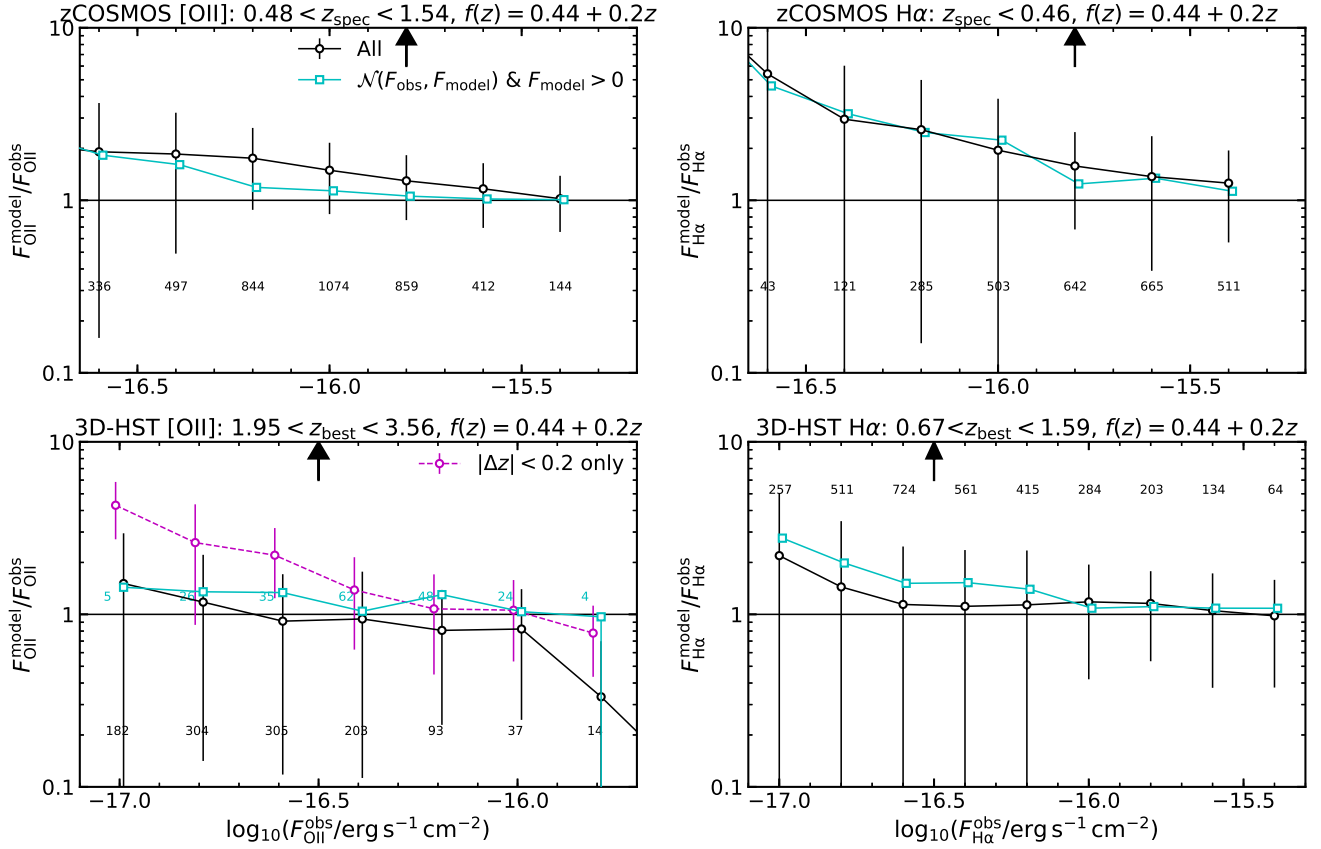 zCOSMOS [OII]: 0.48 < z_spec < 1.54, f(z) = 0.44 + 0.2z
10
All
𝒩(F_obs, F_model) & F_model > 0
F_OII^model/F_OII^obs
1
336 497 844 1074 859 412 144
0.1
−16.5 −16.0 −15.5
zCOSMOS Hα: z_spec < 0.46, f(z) = 0.44 + 0.2z
10
F_Hα^model/F_Hα^obs
1
43 121 285 503 642 665 511
0.1
−16.5 −16.0 −15.5
3D-HST [OII]: 1.95 < z_best < 3.56, f(z) = 0.44 + 0.2z
10
|Δz| < 0.2 only
F_OII^model/F_OII^obs
5 26 35 62 48 24 4
1
182 304 305 203 93 37 14
0.1
−17.0 −16.5 −16.0
log₁₀(F_OII^obs/erg s⁻¹ cm⁻²)
3D-HST Hα: 0.67<z_best < 1.59, f(z) = 0.44 + 0.2z
10
257 511 724 561 415 284 203 134 64
F_Hα^model/F_Hα^obs
1
0.1
−17.0 −16.5 −16.0 −15.5
log₁₀(F_Hα^obs/erg s⁻¹ cm⁻²)